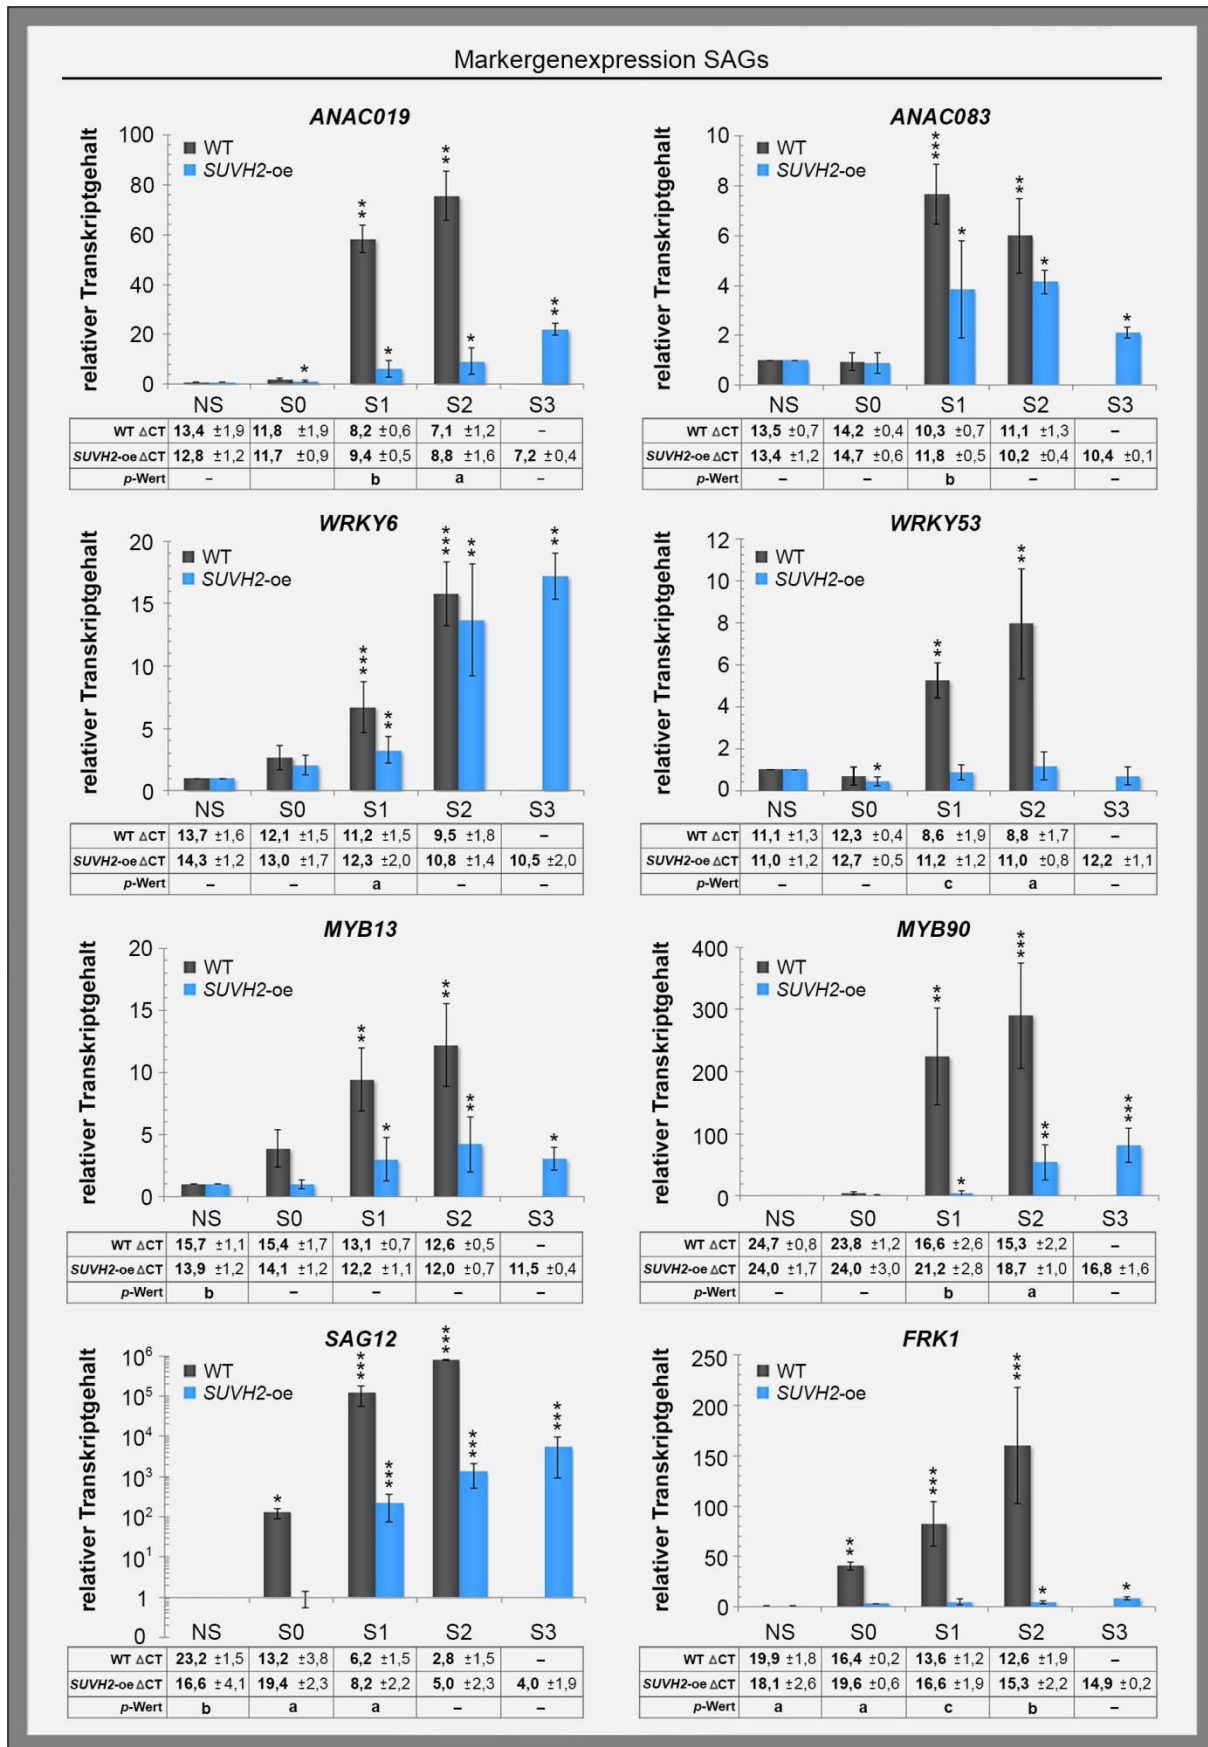 Markergenexpression SAGs
ANAC019
relativer Transkriptgehalt
100
80
60
40
20
0
WT
SUVH2-oe
* * * * * * * * *
NS S0 S1 S2 S3
WT ΔCT 13,4 ±1,9 11,8 ±1,9 8,2 ±0,6 7,1 ±1,2 –
SUVH2-oe ΔCT 12,8 ±1,2 11,7 ±0,9 9,4 ±0,5 8,8 ±1,6 7,2 ±0,4
p-Wert – b a –
ANAC083
relativer Transkriptgehalt
10
8
6
4
2
0
WT
SUVH2-oe
*** * ** * *
NS S0 S1 S2 S3
WT ΔCT 13,5 ±0,7 14,2 ±0,4 10,3 ±0,7 11,1 ±1,3 –
SUVH2-oe ΔCT 13,4 ±1,2 14,7 ±0,6 11,8 ±0,5 10,2 ±0,4 10,4 ±0,1
p-Wert – – b – –
WRKY6
relativer Transkriptgehalt
20
15
10
5
0
WT
SUVH2-oe
*** ** *** ** **
NS S0 S1 S2 S3
WT ΔCT 13,7 ±1,6 12,1 ±1,5 11,2 ±1,5 9,5 ±1,8 –
SUVH2-oe ΔCT 14,3 ±1,2 13,0 ±1,7 12,3 ±2,0 10,8 ±1,4 10,5 ±2,0
p-Wert – – a – –
WRKY53
relativer Transkriptgehalt
12
10
8
6
4
2
0
WT
SUVH2-oe
* ** **
NS S0 S1 S2 S3
WT ΔCT 11,1 ±1,3 12,3 ±0,4 8,6 ±1,9 8,8 ±1,7 –
SUVH2-oe ΔCT 11,0 ±1,2 12,7 ±0,5 11,2 ±1,2 11,0 ±0,8 12,2 ±1,1
p-Wert – – c a –
MYB13
relativer Transkriptgehalt
20
15
10
5
0
WT
SUVH2-oe
** * ** ** *
NS S0 S1 S2 S3
WT ΔCT 15,7 ±1,1 15,4 ±1,7 13,1 ±0,7 12,6 ±0,5 –
SUVH2-oe ΔCT 13,9 ±1,2 14,1 ±1,2 12,2 ±1,1 12,0 ±0,7 11,5 ±0,4
p-Wert b – – – –
MYB90
relativer Transkriptgehalt
400
300
200
100
0
WT
SUVH2-oe
** * *** ** ***
NS S0 S1 S2 S3
WT ΔCT 24,7 ±0,8 23,8 ±1,2 16,6 ±2,6 15,3 ±2,2 –
SUVH2-oe ΔCT 24,0 ±1,7 24,0 ±3,0 21,2 ±2,8 18,7 ±1,0 16,8 ±1,6
p-Wert – – b a –
SAG12
relativer Transkriptgehalt
10⁶
10⁵
10⁴
10³
10²
10¹
1
0
WT
SUVH2-oe
* *** *** *** *** ***
NS S0 S1 S2 S3
WT ΔCT 23,2 ±1,5 13,2 ±3,8 6,2 ±1,5 2,8 ±1,5 –
SUVH2-oe ΔCT 16,6 ±4,1 19,4 ±2,3 8,2 ±2,2 5,0 ±2,3 4,0 ±1,9
p-Wert b a a – –
FRK1
relativer Transkriptgehalt
250
200
150
100
50
0
WT
SUVH2-oe
** *** *** * *
NS S0 S1 S2 S3
WT ΔCT 19,9 ±1,8 16,4 ±0,2 13,6 ±1,2 12,6 ±1,9 –
SUVH2-oe ΔCT 18,1 ±2,6 19,6 ±0,6 16,6 ±1,9 15,3 ±2,2 14,9 ±0,2
p-Wert a a c b –